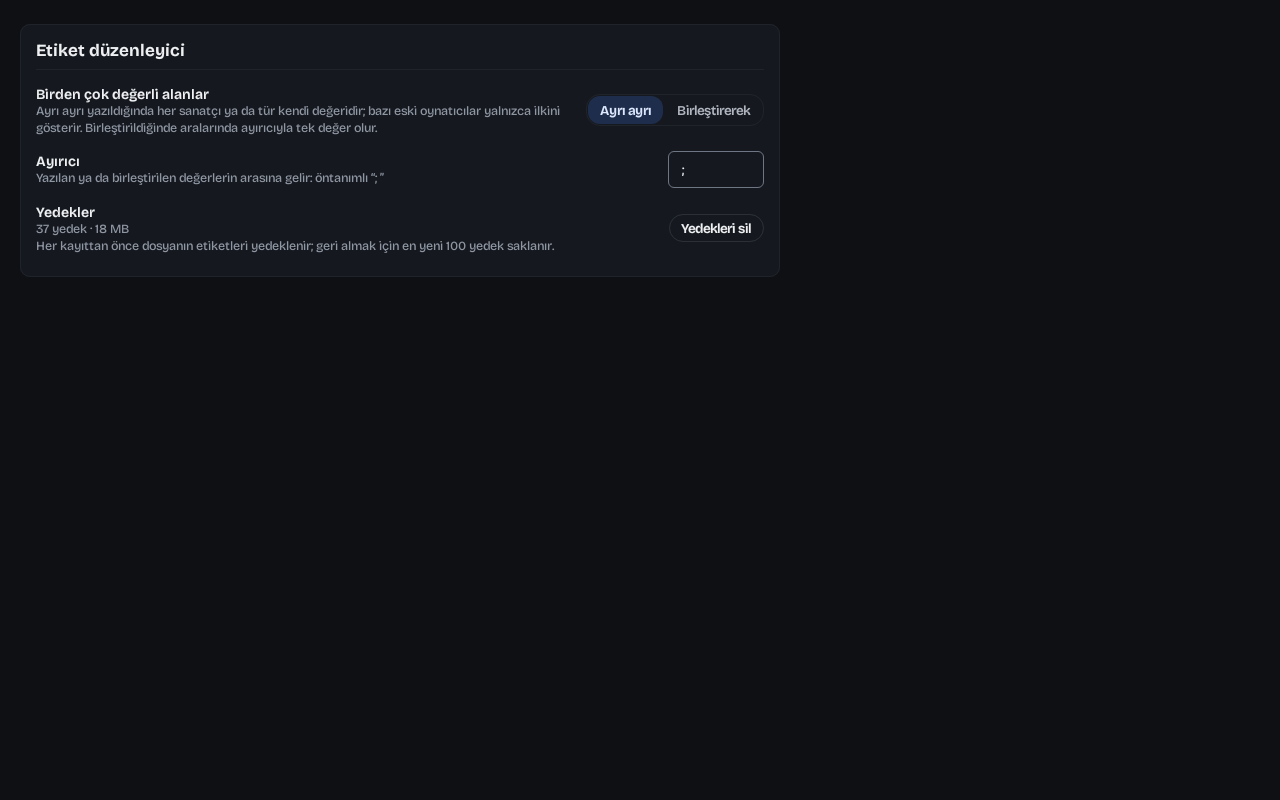 Etiket düzenleyici
Birden çok değerli alanlar
Ayrı ayrı yazıldığında her sanatçı ya da tür kendi değeridir; bazı eski oynatıcılar yalnızca ilkini
gösterir. Birleştirildiğinde aralarında ayırıcıyla tek değer olur.
Ayrı ayrı
Birleştirerek
Ayırıcı
Yazılan ya da birleştirilen değerlerin arasına gelir: öntanımlı “; ”
;
Yedekler
37 yedek · 18 MB
Her kayıttan önce dosyanın etiketleri yedeklenir; geri almak için en yeni 100 yedek saklanır.
Yedekleri sil